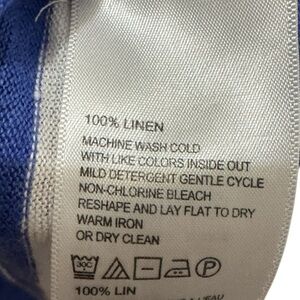 100% LINEN
MACHINE WASH COLD
WITH LIKE COLORS INSIDE OUT
MILD DETERGENT GENTLE CYCLE
NON-CHLORINE BLEACH
RESHAPE AND LAY FLAT TO DRY
WARM IRON
OR DRY CLEAN
30C P
100% LIN